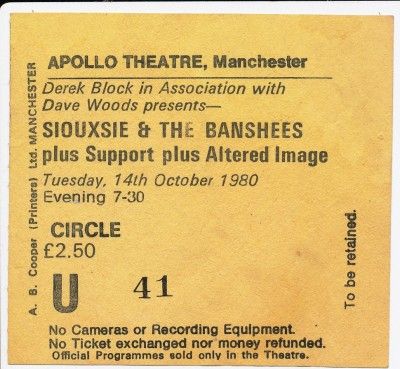 APOLLO THEATRE, Manchester
Derek Block in Association with
Dave Woods presents—
SIOUXSIE & THE BANSHEES
plus Support plus Altered Image
Tuesday, 14th October 1980
Evening 7-30
CIRCLE
£2.50
U 41
No Cameras or Recording Equipment.
No Ticket exchanged nor money refunded.
Official Programmes sold only in the Theatre.
A. B. Cooper (Printers) Ltd. MANCHESTER
To be retained.